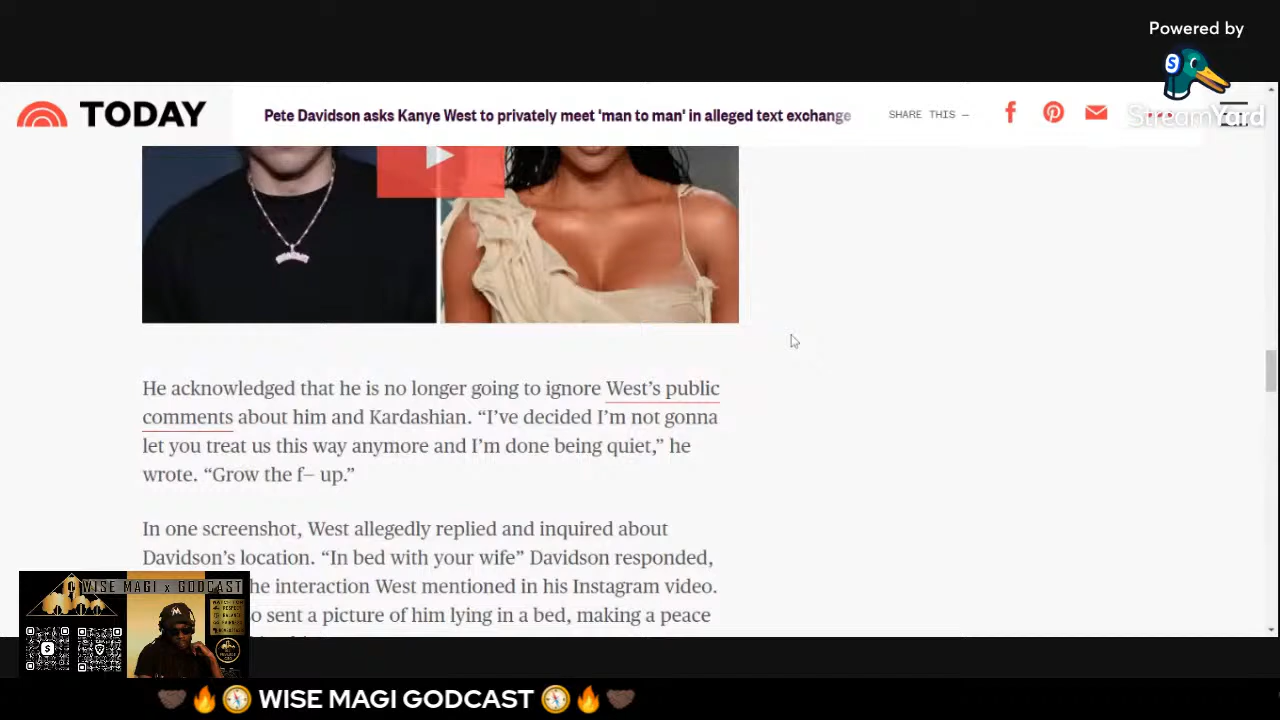 Powered by
S
StreamYard
TODAY
Pete Davidson asks Kanye West to privately meet 'man to man' in alleged text exchange
SHARE THIS —
He acknowledged that he is no longer going to ignore West’s public
comments about him and Kardashian. “I’ve decided I’m not gonna
let you treat us this way anymore and I’m done being quiet,” he
wrote. “Grow the f— up.”
In one screenshot, West allegedly replied and inquired about
Davidson’s location. “In bed with your wife” Davidson responded,
he interaction West mentioned in his Instagram video.
o sent a picture of him lying in a bed, making a peace
WISE MAGI x GODCAST
WISE MAGI GODCAST